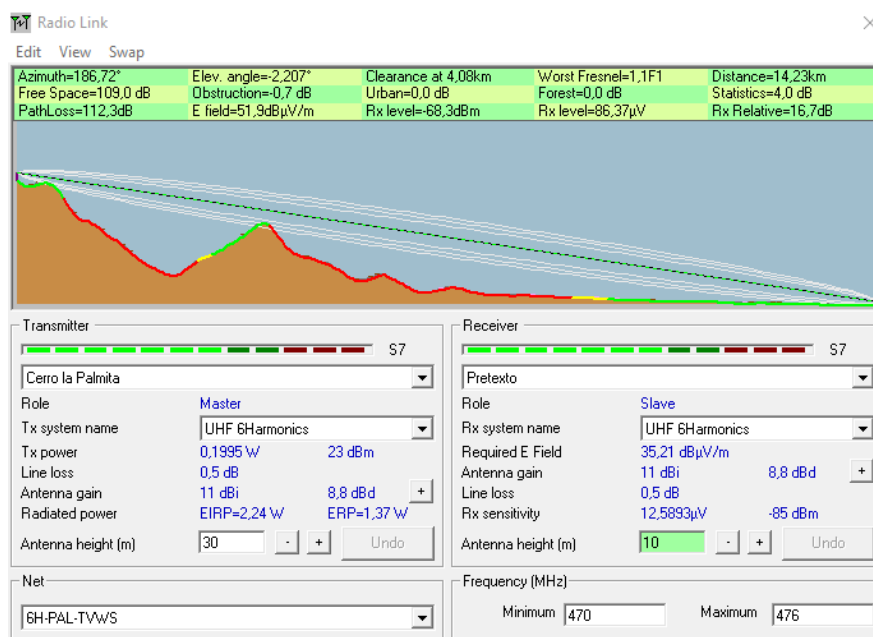 Radio Link
Edit View Swap
Azimuth=186,72° Elev. angle=-2,207° Clearance at 4,08km Worst Fresnel=1,1F1 Distance=14,23km
Free Space=109,0 dB Obstruction=-0,7 dB Urban=0,0 dB Forest=0,0 dB Statistics=4,0 dB
PathLoss=112,3dB E field=51,9dBµV/m Rx level=-68,3dBm Rx level=86,37µV Rx Relative=16,7dB
Transmitter
S7
Cerro la Palmita
Role Master
Tx system name UHF 6Harmonics
Tx power 0,1995 W 23 dBm
Line loss 0,5 dB
Antenna gain 11 dBi 8,8 dBd +
Radiated power EIRP=2,24 W ERP=1,37 W
Antenna height (m) 30 - + Undo
Net
6H-PAL-TVWS
Receiver
S7
Pretexto
Role Slave
Rx system name UHF 6Harmonics
Required E Field 35,21 dBµV/m
Antenna gain 11 dBi 8,8 dBd +
Line loss 0,5 dB
Rx sensitivity 12,5893µV -85 dBm
Antenna height (m) 10 - + Undo
Frequency (MHz)
Minimum 470 Maximum 476